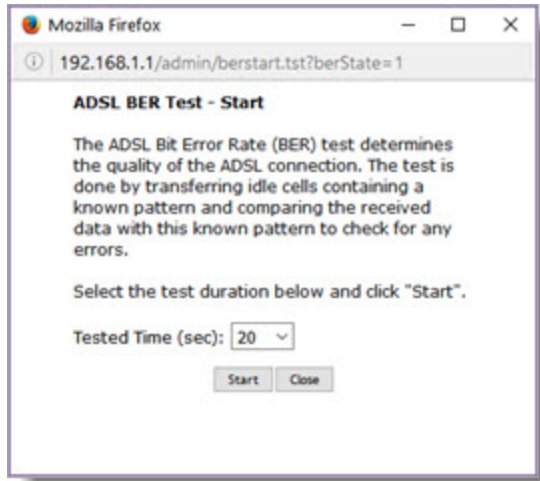 Mozilla Firefox
192.168.1.1/admin/berstart.tst?berState=1
ADSL BER Test - Start
The ADSL Bit Error Rate (BER) test determines
the quality of the ADSL connection. The test is
done by transferring idle cells containing a
known pattern and comparing the received
data with this known pattern to check for any
errors.
Select the test duration below and click "Start".
Tested Time (sec): 20
Start Close